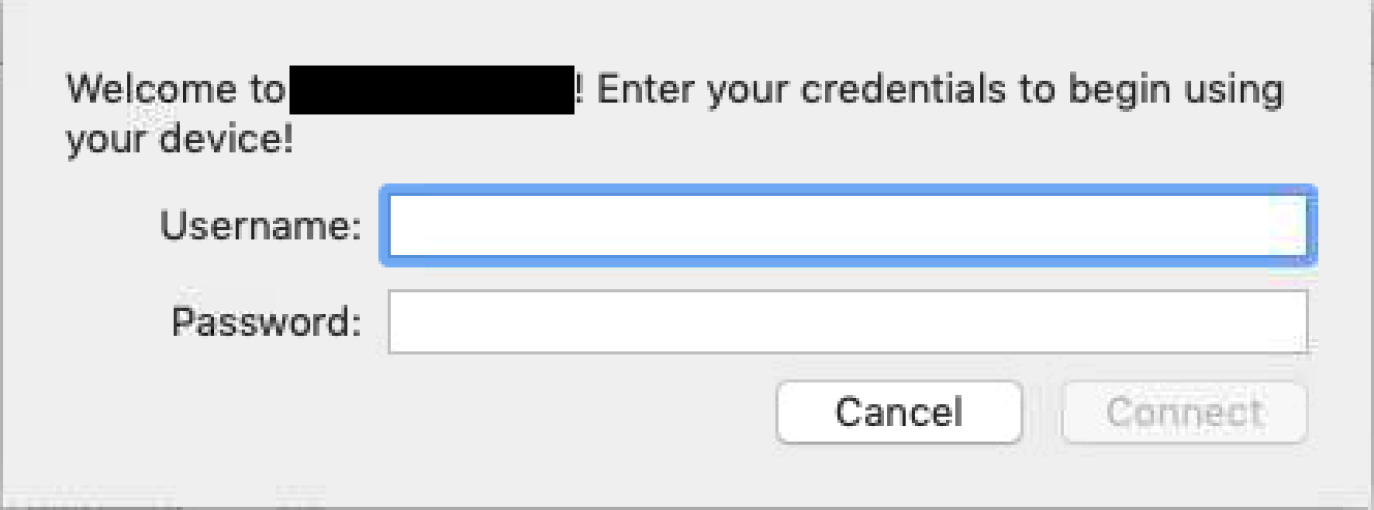 Welcome to ! Enter your credentials to begin using
your device!
Username:
Password:
Cancel Connect